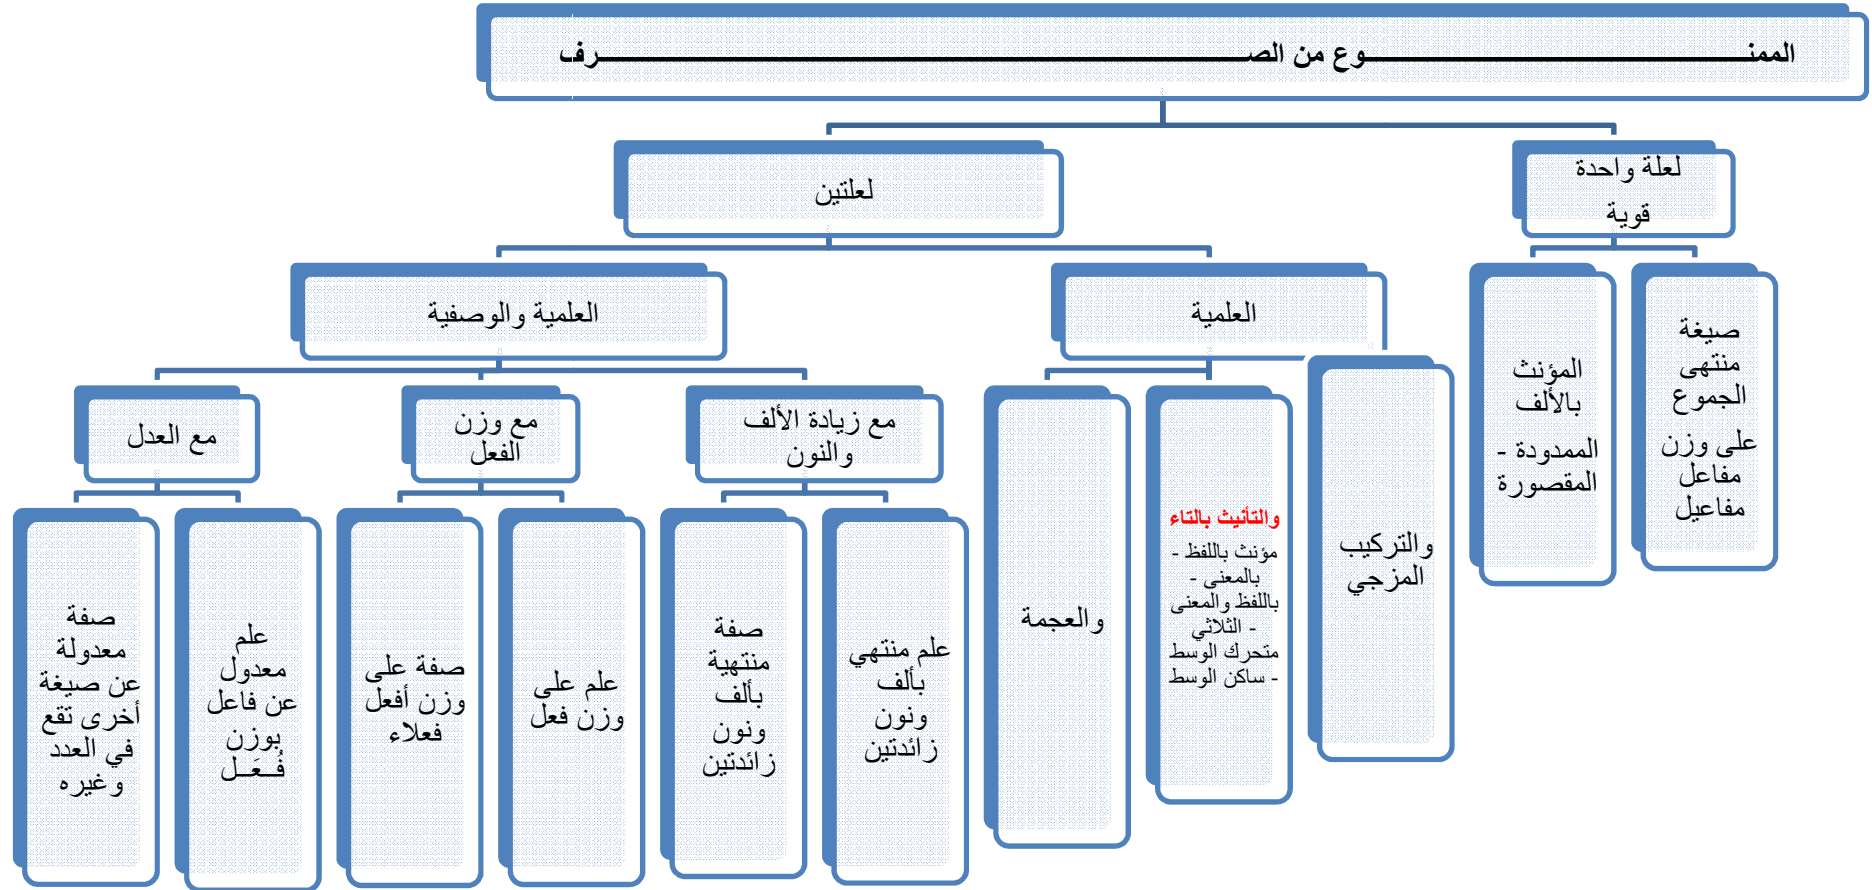 الممنوع من الصرف
لعلة واحدة
قوية
لعلتين
صيغة
منتهى
الجموع
على وزن
مفاعل
مفاعيل
المؤنث
بالألف
الممدودة -
المقصورة
العلمية
والتركيب
المزجي
والتأنيث بالتاء
مؤنث باللفظ -
بالمعنى -
باللفظ والمعنى
- الثلاثي
متحرك الوسط
- ساكن الوسط
والعجمة
العلمية والوصفية
مع زيادة الألف
والنون
علم منتهي
بألف
ونون
زائدتين
صفة
منتهية
بألف
ونون
زائدتين
مع وزن
الفعل
علم على
وزن فعل
صفة على
وزن أفعل
فعلاء
مع العدل
علم
معدول
عن فاعل
بوزن
فُـعَـل
صفة
معدولة
عن صيغة
أخرى تقع
في العدد
وغيره